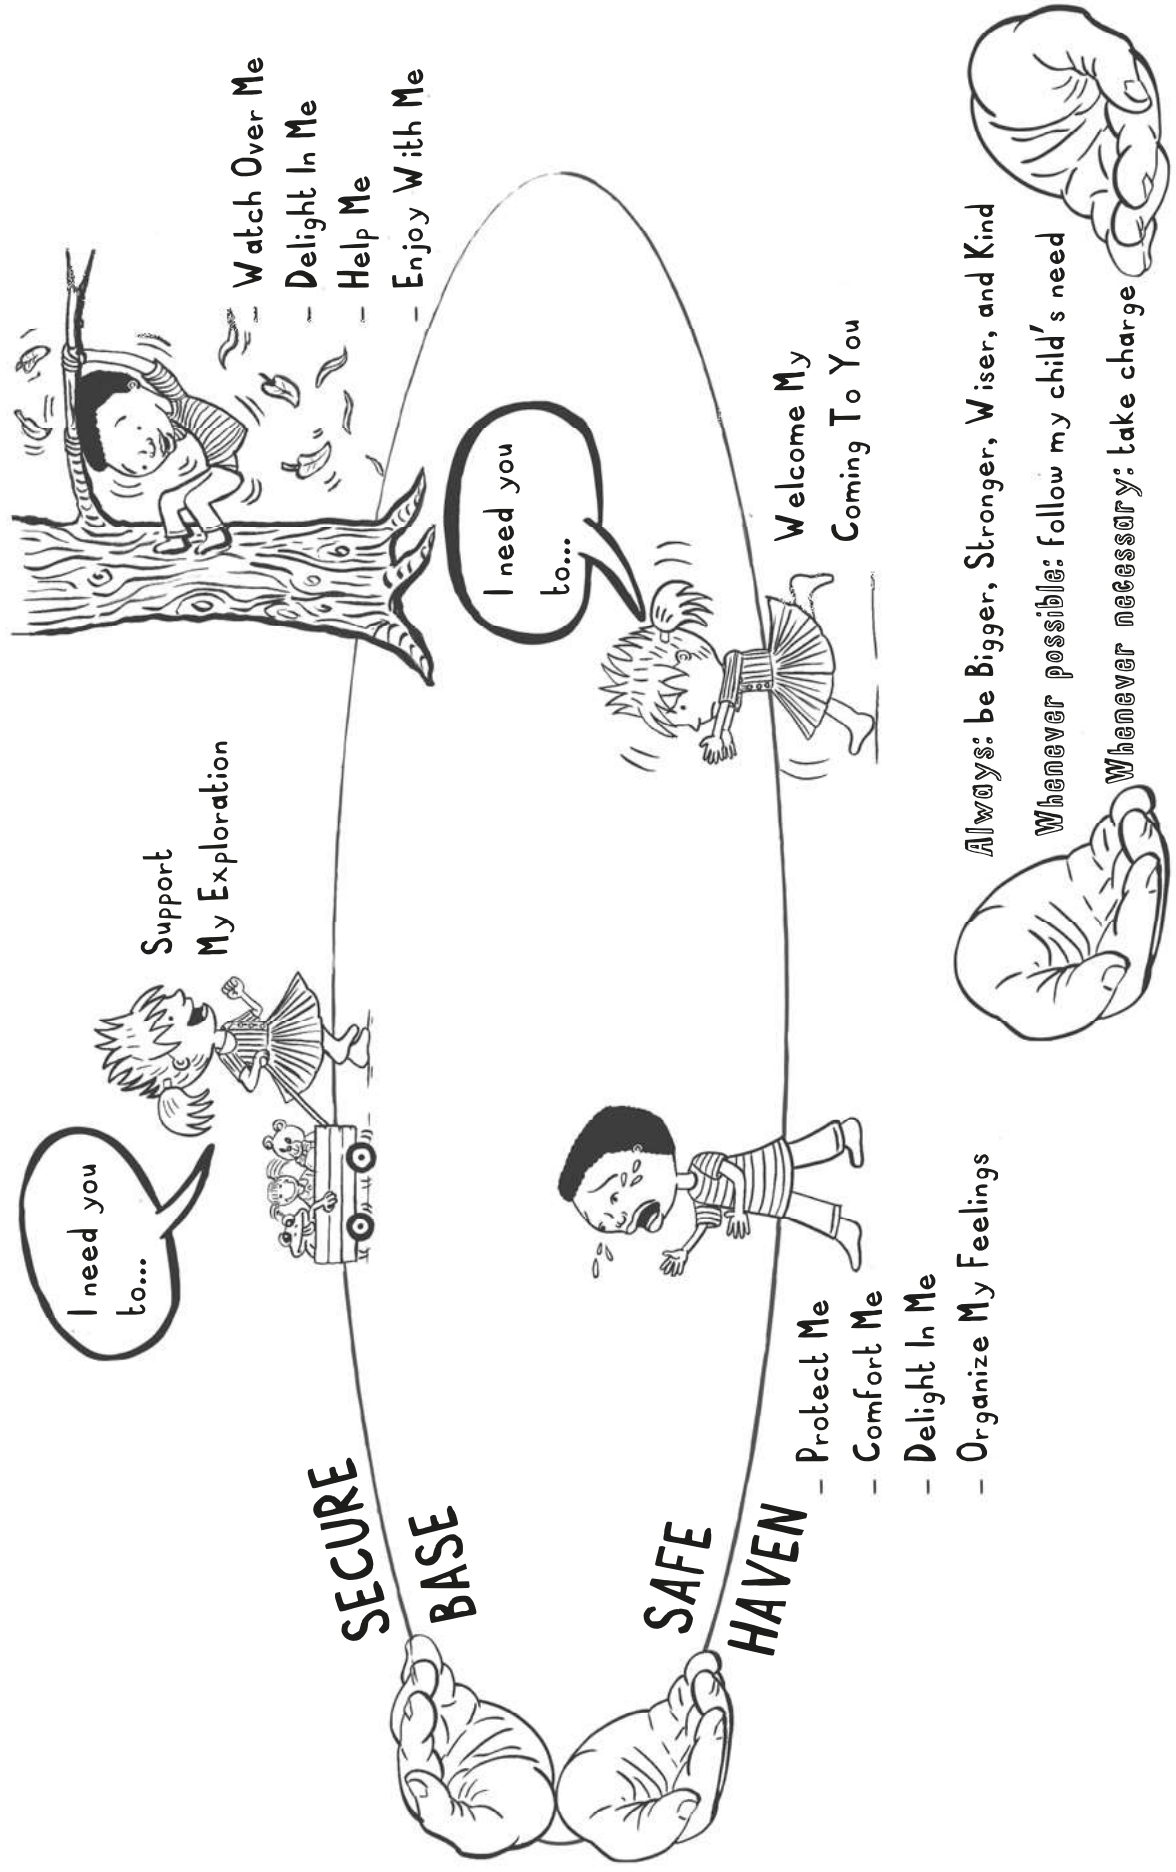 I need you
to...
Support
My Exploration
- Watch Over Me
- Delight In Me
- Help Me
- Enjoy With Me
SECURE
BASE
I need you
to...
Welcome My
Coming To You
SAFE
HAVEN
- Protect Me
- Comfort Me
- Delight In Me
- Organize My Feelings
Always: be Bigger, Stronger, Wiser, and Kind
Whenever possible: follow my child's need
Whenever necessary: take charge